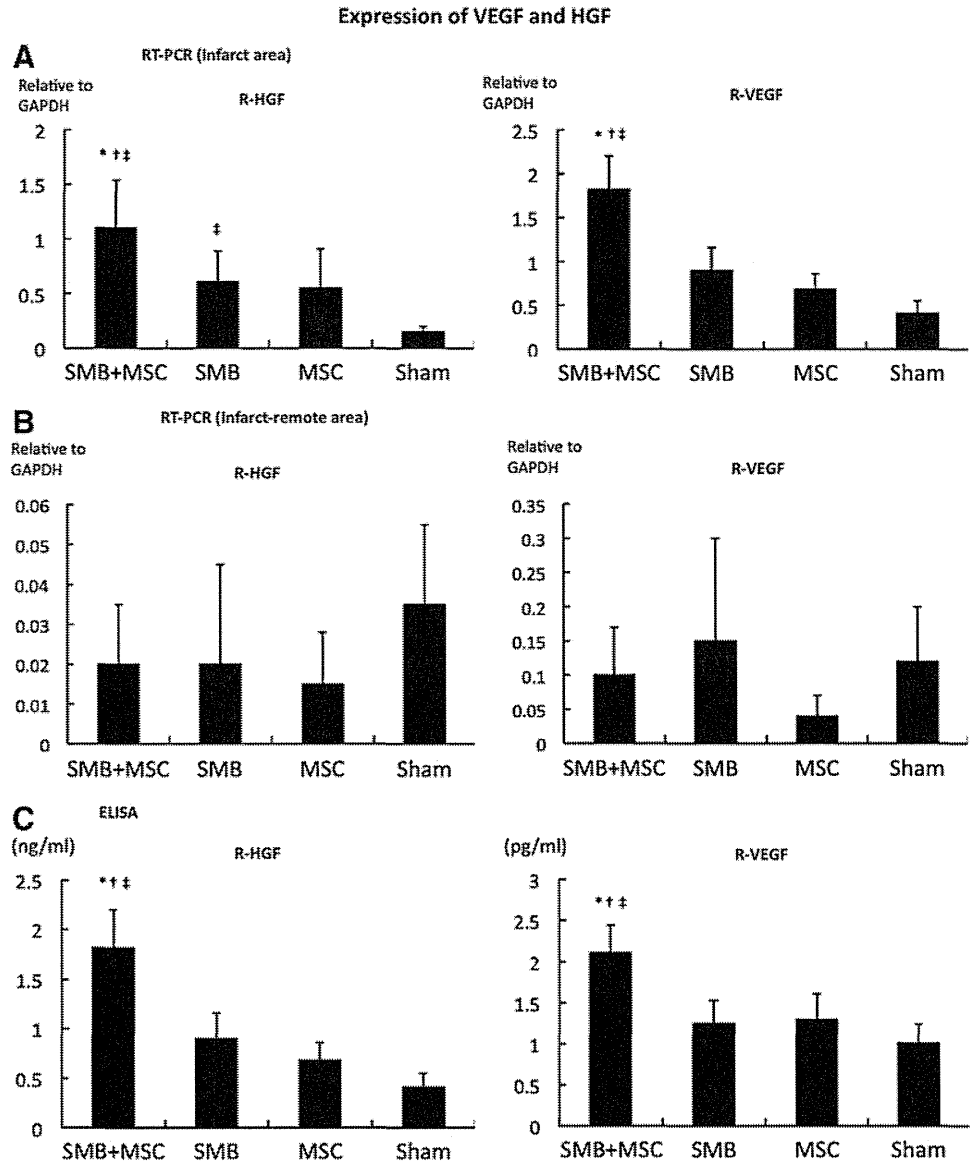 Expression of VEGF and HGF
A
RT-PCR (Infarct area)
Relative to
GAPDH
R-HGF
2
1.5
1
0.5
0
* † ‡
‡
SMB+MSC SMB MSC Sham
Relative to
GAPDH
R-VEGF
2.5
2
1.5
1
0.5
0
* † ‡
SMB+MSC SMB MSC Sham
B
RT-PCR (Infarct-remote area)
Relative to
GAPDH
R-HGF
0.06
0.05
0.04
0.03
0.02
0.01
0
SMB+MSC SMB MSC Sham
Relative to
GAPDH
R-VEGF
0.35
0.3
0.25
0.2
0.15
0.1
0.05
0
SMB+MSC SMB MSC Sham
C
ELISA
(ng/ml)
R-HGF
2.5
2
1.5
1
0.5
0
* † ‡
SMB+MSC SMB MSC Sham
(pg/ml)
R-VEGF
3
2.5
2
1.5
1
0.5
0
* † ‡
SMB+MSC SMB MSC Sham